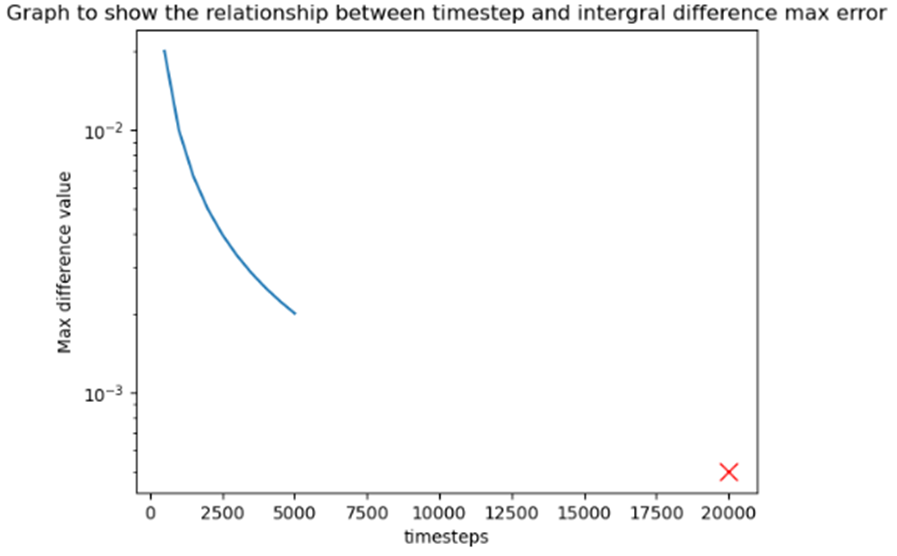 Graph to show the relationship between timestep and intergral difference max error
Max difference value
10⁻²
10⁻³
0 2500 5000 7500 10000 12500 15000 17500 20000
timesteps